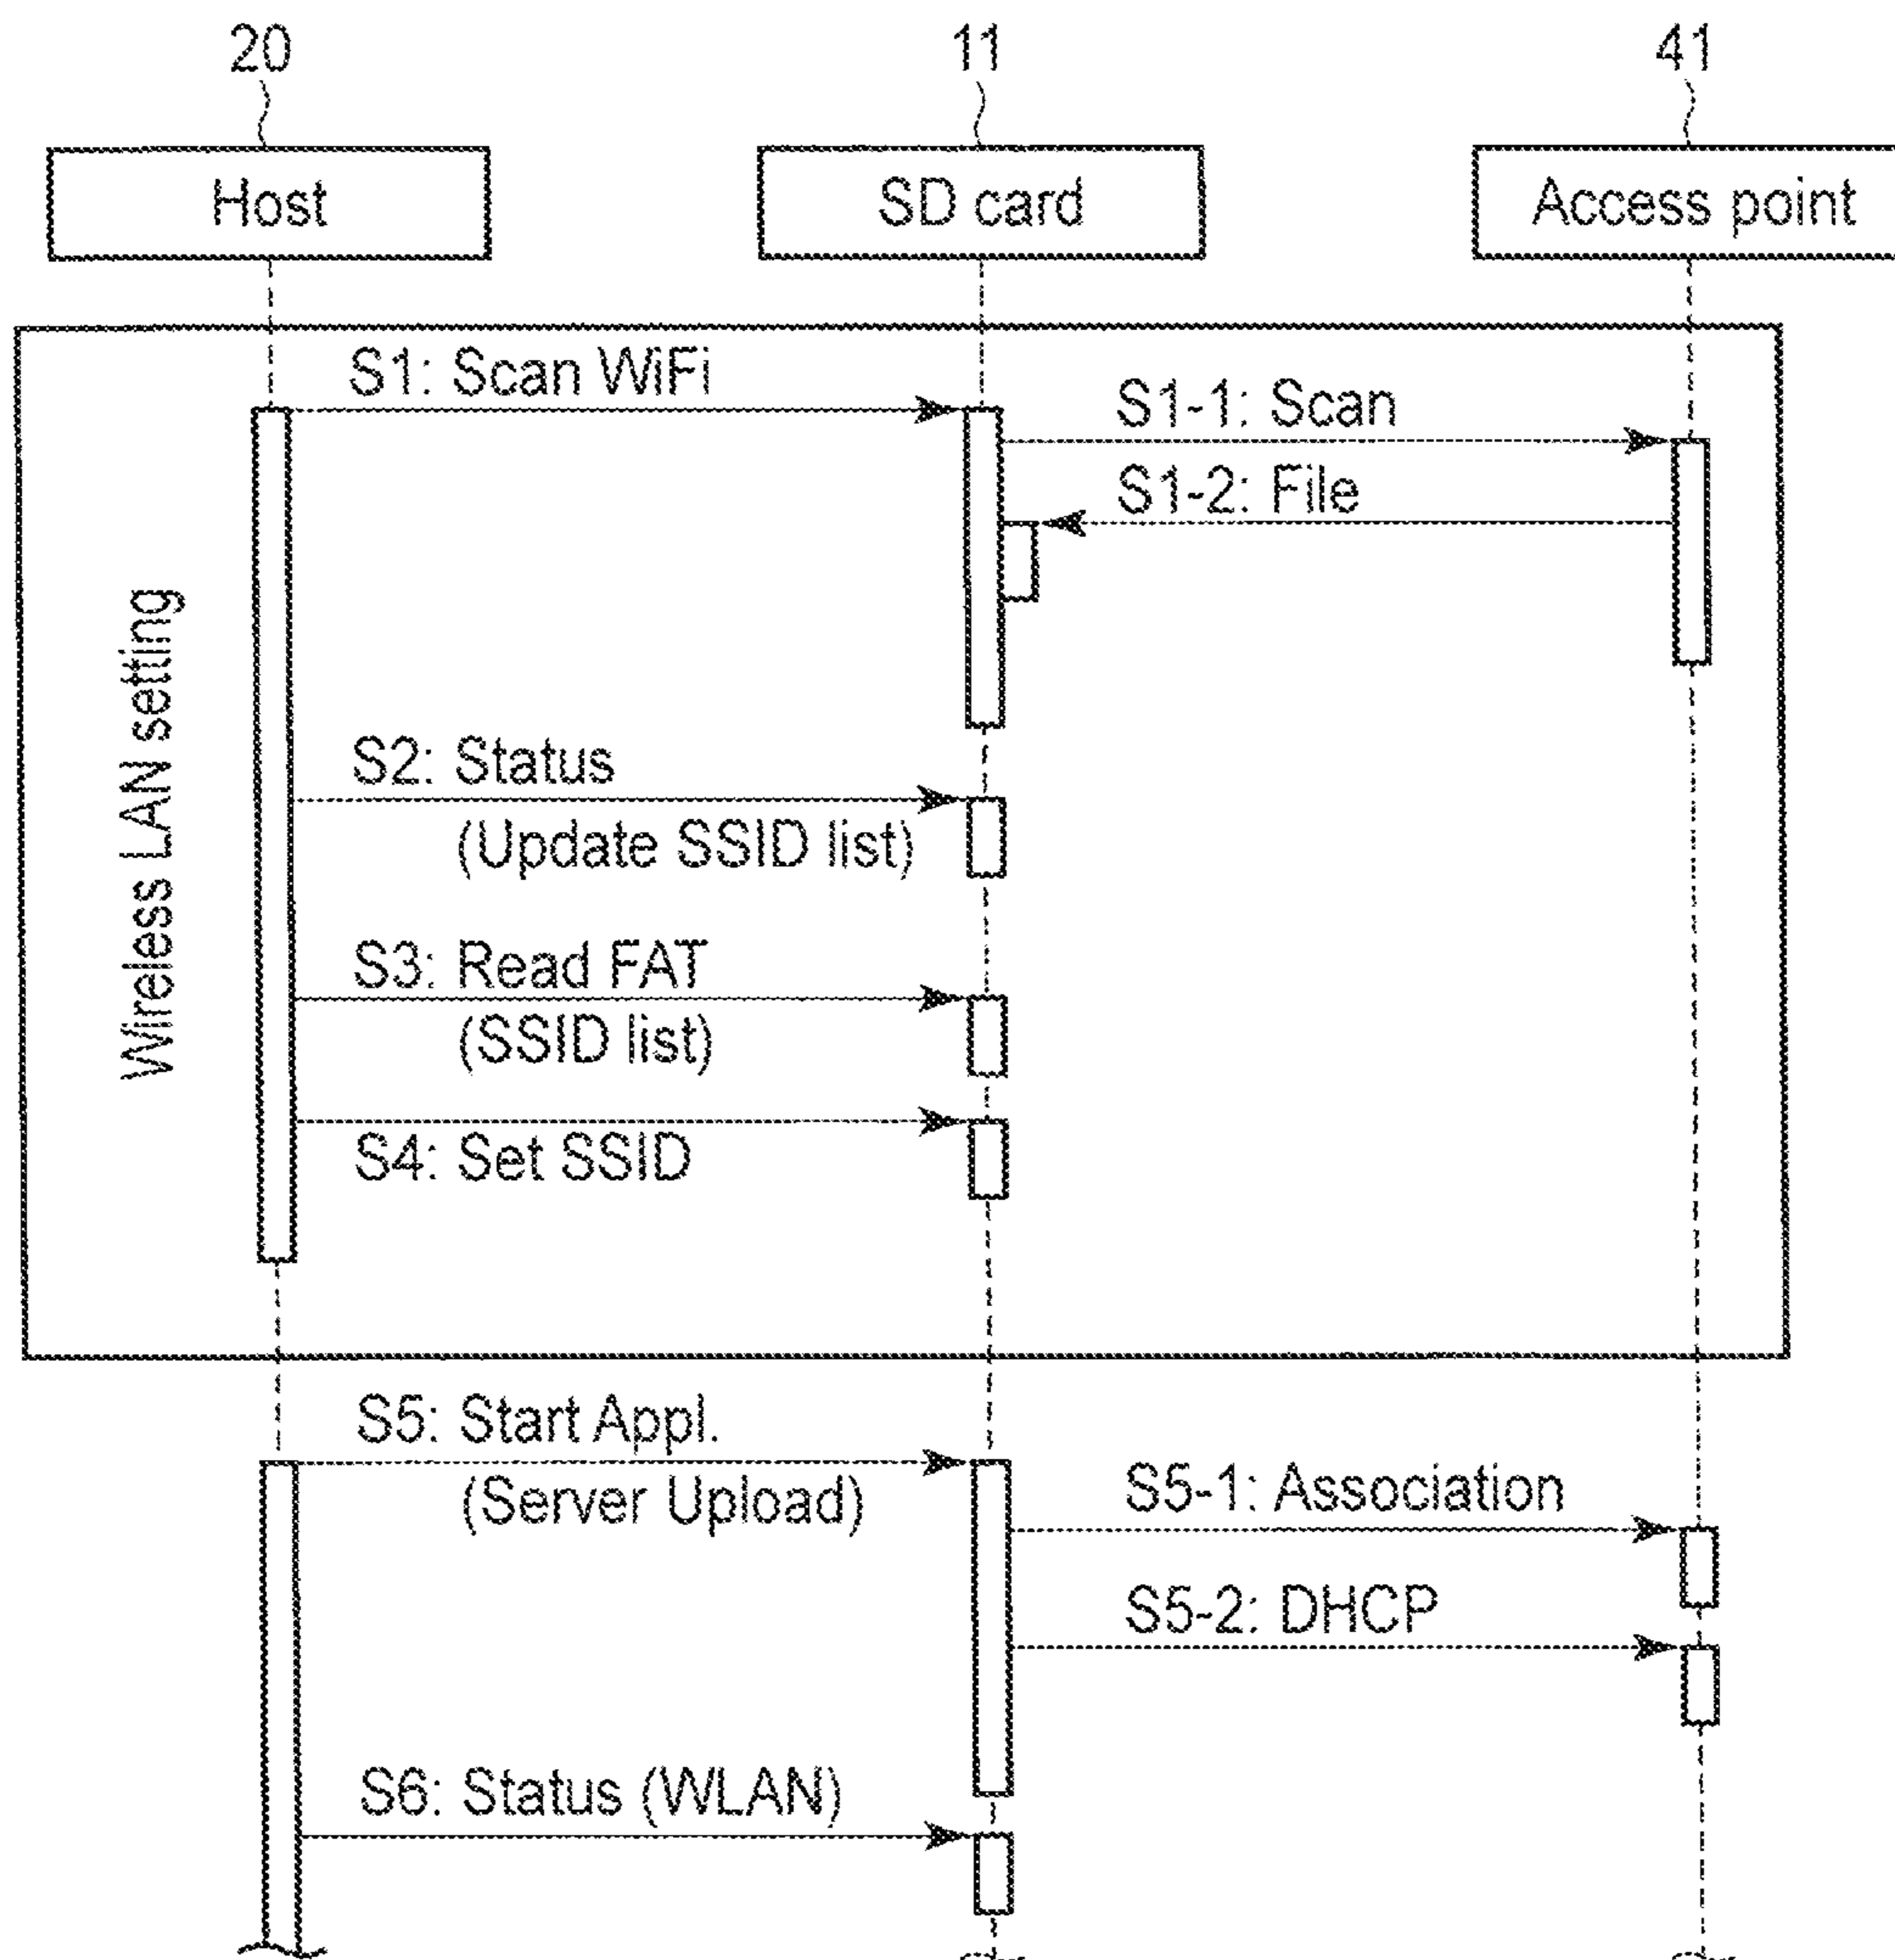 20
11
41
Host
SD card
Access point
S1: Scan WiFi
S1-1: Scan
S1-2: File
Wireless LAN setting
S2: Status
(Update SSID list)
S3: Read FAT
(SSID list)
S4: Set SSID
S5: Start Appl.
(Server Upload)
S5-1: Association
S5-2: DHCP
S6: Status (WLAN)